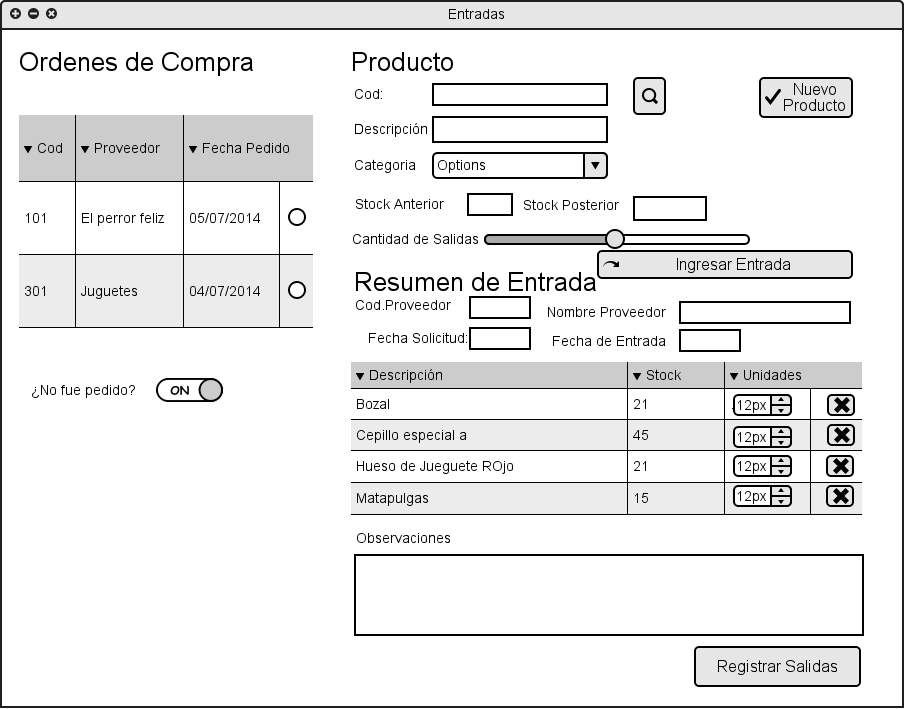 Entradas
Ordenes de Compra
Cod Proveedor Fecha Pedido
101 El perror feliz 05/07/2014
301 Juguetes 04/07/2014
¿No fue pedido? ON
Producto
Cod:
Nuevo
Producto
Descripción
Categoria Options
Stock Anterior Stock Posterior
Cantidad de Salidas
Ingresar Entrada
Resumen de Entrada
Cod.Proveedor Nombre Proveedor
Fecha Solicitud: Fecha de Entrada
Descripción Stock Unidades
Bozal 21 12px
Cepillo especial a 45 12px
Hueso de Jueguete ROjo 21 12px
Matapulgas 15 12px
Observaciones
Registrar Salidas